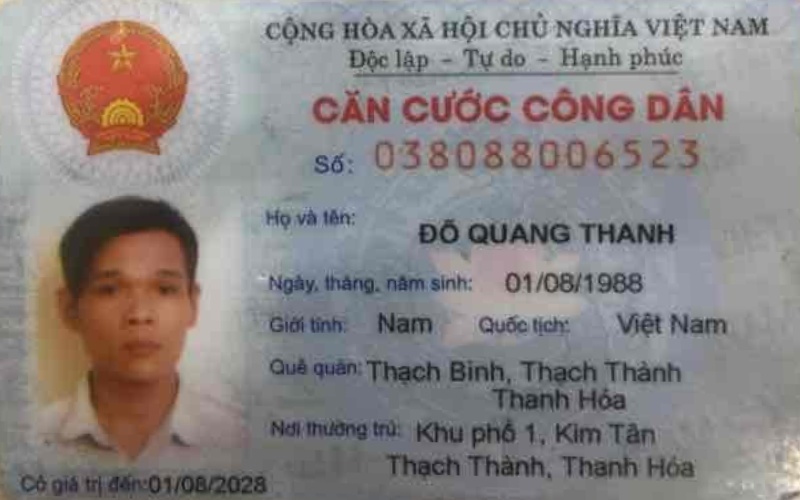 CỘNG HÒA XÃ HỘI CHỦ NGHĨA VIỆT NAM
Độc lập - Tự do - Hạnh phúc
CĂN CƯỚC CÔNG DÂN
Số: 038088006523
Họ và tên:
ĐỖ QUANG THANH
Ngày, tháng, năm sinh: 01/08/1988
Giới tính: Nam Quốc tịch: Việt Nam
Quê quán: Thạch Bình, Thạch Thành
Thanh Hóa
Nơi thường trú: Khu phố 1, Kim Tân
Thạch Thành, Thanh Hóa
Có giá trị đến: 01/08/2028